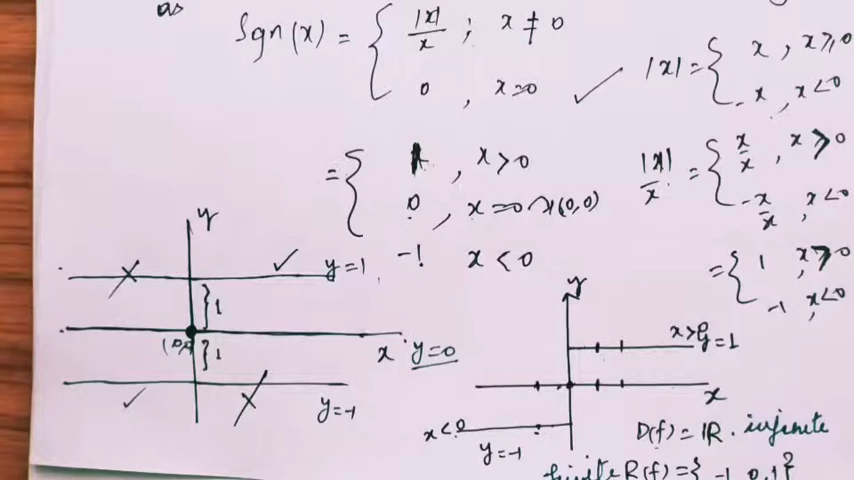 as
Sgn(x) = { |x|/x ; x ≠ 0
0 , x=0 ✓
|x| = { x , x≥0
-x , x<0
= { 1 , x>0
0 , x=0 → (0,0)
-1 x<0
|x|/x = { x/x , x≥0
-x/x , x<0
= { 1 , x≥0
-1 , x<0
y
y=1
}1
(0,0)
x
y=0
}1
y=-1
y
x>0 y=1
x
x<0
y=-1
D(f) = IR . infinite
finite R(f) = { -1, 0, 1}